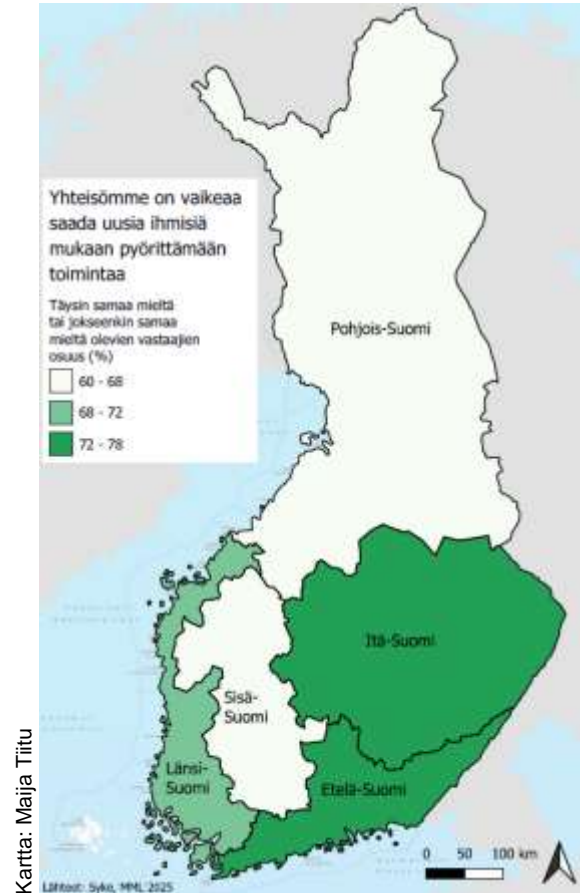 Yhteisömme on vaikeaa
saada uusia ihmisiä
mukaan pyörittämään
toimintaa
Täysin samaa mieltä
tai jokseenkin samaa
mieltä olevien vastaajien
osuus (%)
60 - 68
68 - 72
72 - 78
Pohjois-Suomi
Itä-Suomi
Sisä-
Suomi
Länsi-
Suomi
Etelä-Suomi
0 50 100 km
Lähteet: Syke, MML 2025
Kartta: Maija Tiitu